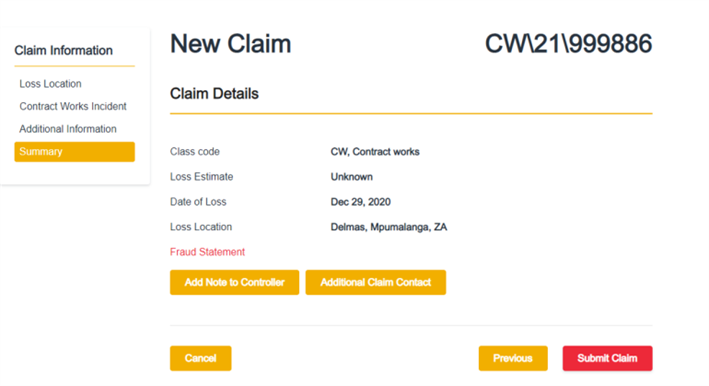 New Claim
CW\21\999886
Claim Information
Loss Location
Contract Works Incident
Additional Information
Summary
Claim Details
Class code CW, Contract works
Loss Estimate Unknown
Date of Loss Dec 29, 2020
Loss Location Delmas, Mpumalanga, ZA
Fraud Statement
Add Note to Controller Additional Claim Contact
Cancel Previous Submit Claim